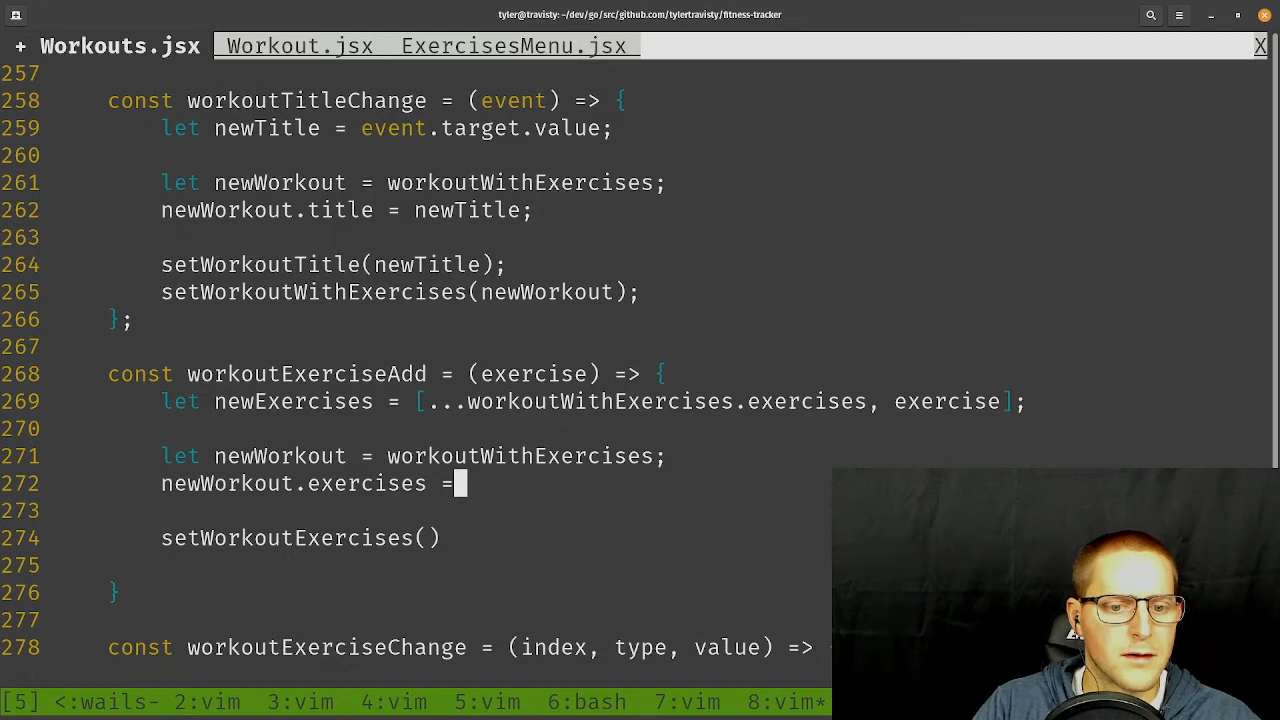 tyler@travisty: ~/dev/go/src/github.com/tylertravisty/fitness-tracker
+ Workouts.jsx  Workout.jsx  ExercisesMenu.jsx  X
257
258     const workoutTitleChange = (event) => {
259         let newTitle = event.target.value;
260
261         let newWorkout = workoutWithExercises;
262         newWorkout.title = newTitle;
263
264         setWorkoutTitle(newTitle);
265         setWorkoutWithExercises(newWorkout);
266     };
267
268     const workoutExerciseAdd = (exercise) => {
269         let newExercises = [...workoutWithExercises.exercises, exercise];
270
271         let newWorkout = workoutWithExercises;
272         newWorkout.exercises =
273
274         setWorkoutExercises()
275
276     }
277
278     const workoutExerciseChange = (index, type, value) =>
[5] <:wails- 2:vim  3:vim  4:vim  5:vim  6:bash  7:vim  8:vim*